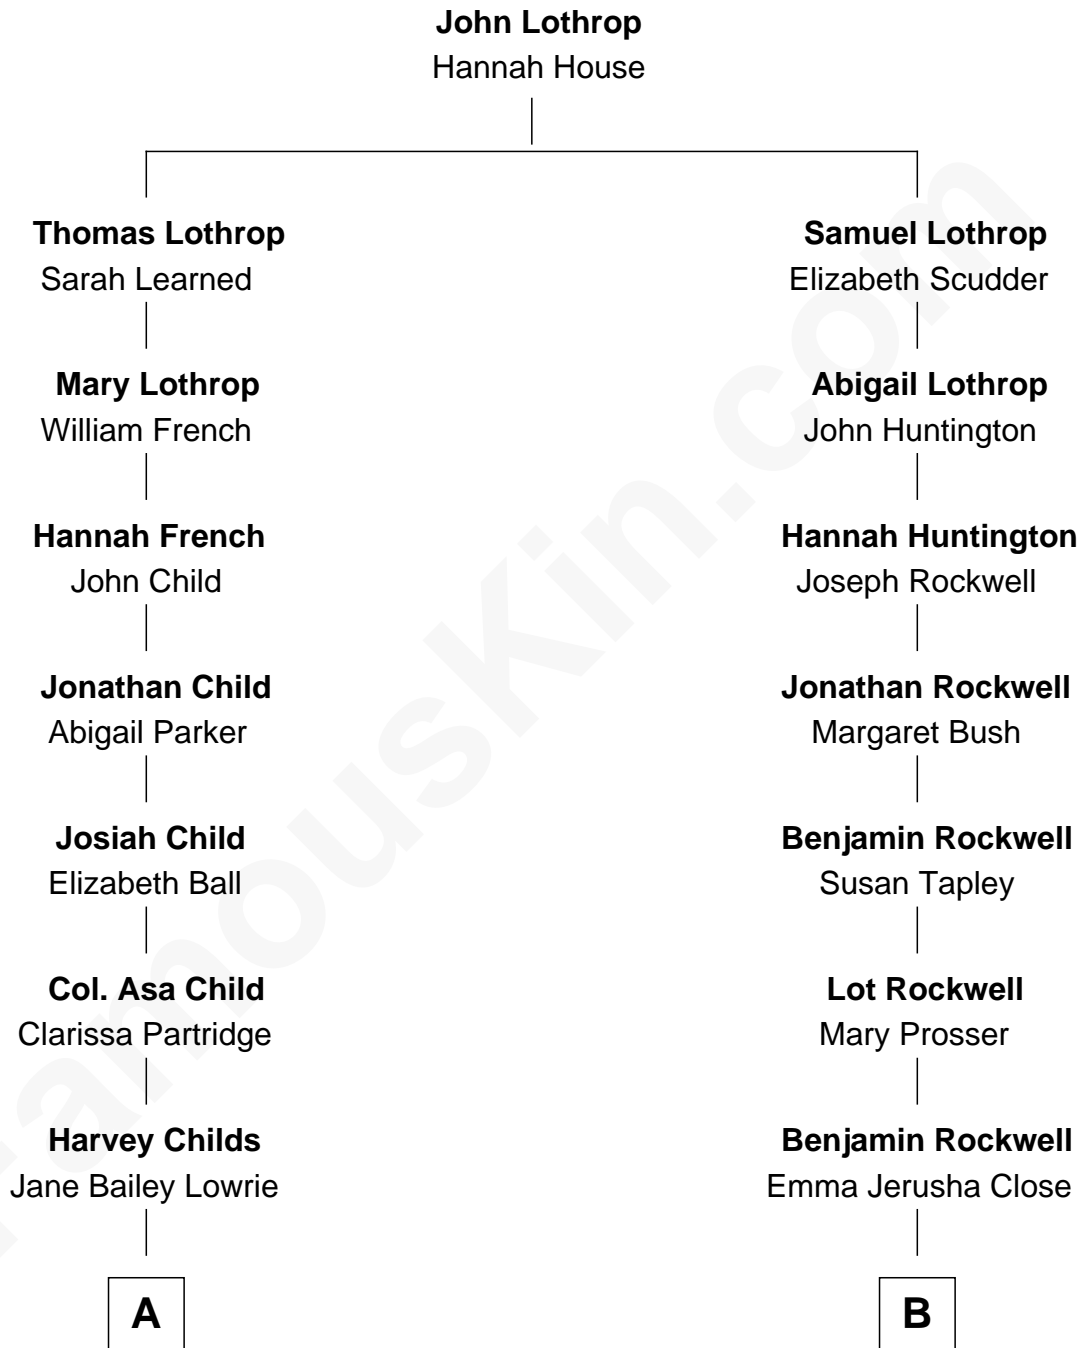 John Lothrop
Hannah House
Thomas Lothrop
Sarah Learned
Samuel Lothrop
Elizabeth Scudder
Mary Lothrop
William French
Abigail Lothrop
John Huntington
Hannah French
John Child
Hannah Huntington
Joseph Rockwell
Jonathan Child
Abigail Parker
Jonathan Rockwell
Margaret Bush
Josiah Child
Elizabeth Ball
Benjamin Rockwell
Susan Tapley
Col. Asa Child
Clarissa Partridge
Lot Rockwell
Mary Prosser
Harvey Childs
Jane Bailey Lowrie
Benjamin Rockwell
Emma Jerusha Close
A
B
FamousKin.com